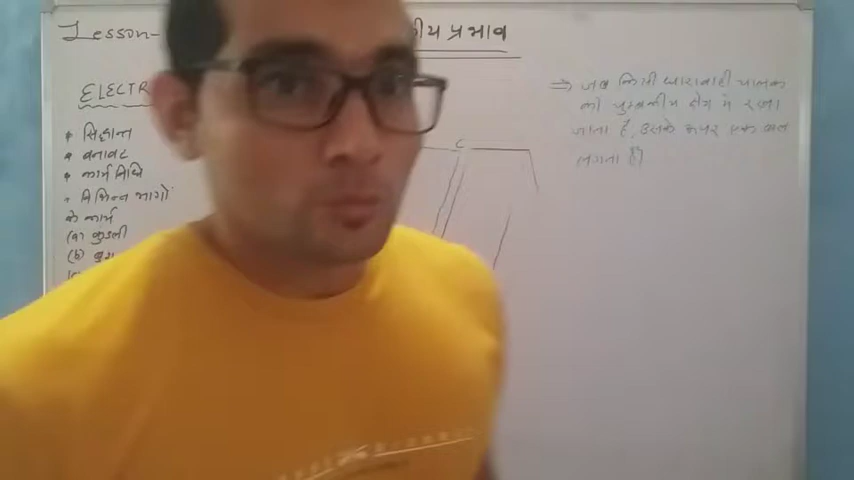 Lesson-
कीय प्रभाव
ELECTR
* सिद्धान्त
* बनावट
* कार्य विधि
* विभिन्न भागो
के कार्य
(a) कुडली
(b)
C
⇒ जब किसी धारावाही चालक
को चुम्बकीय क्षेत्र मे रखा
जाता है, उसके ऊपर एक बल
लगता है।